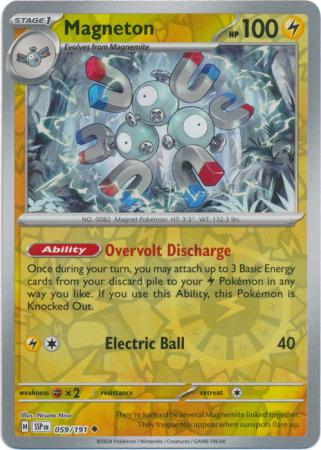 STAGE 1
Magneton
HP 100
Evolves from Magnemite
NO. 0082 Magnet Pokémon HT: 3'3" WT: 132.3 lbs.
Ability Overvolt Discharge
Once during your turn, you may attach up to 3 Basic Energy
cards from your discard pile to your Pokémon in any
way you like. If you use this Ability, this Pokémon is
Knocked Out.
Electric Ball 40
weakness ×2 resistance retreat
Illus. Nisota Niso
H SSP EN 059/191
They're formed by several Magnemite linked together.
They frequently appear when sunspots flare up.
©2024 Pokémon / Nintendo / Creatures / GAME FREAK